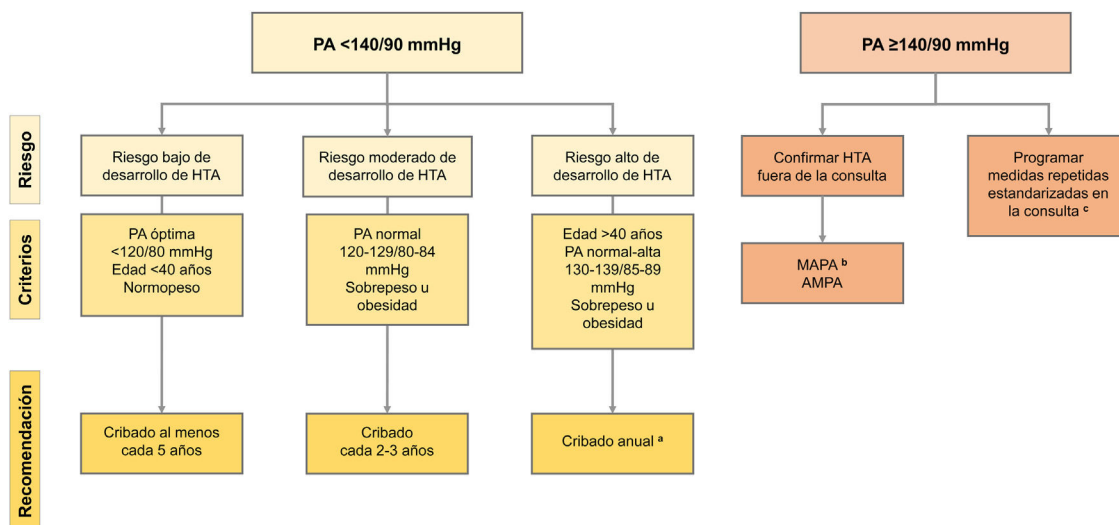 PA <140/90 mmHg
PA ≥140/90 mmHg
Riesgo
Riesgo bajo de
desarrollo de HTA
Riesgo moderado de
desarrollo de HTA
Riesgo alto de
desarrollo de HTA
Confirmar HTA
fuera de la consulta
Programar
medidas repetidas
estandarizadas en
la consulta c
Criterios
PA óptima
<120/80 mmHg
Edad <40 años
Normopeso
PA normal
120-129/80-84
mmHg
Sobrepeso u
obesidad
Edad >40 años
PA normal-alta
130-139/85-89
mmHg
Sobrepeso u
obesidad
MAPA b
AMPA
Recomendación
Cribado al menos
cada 5 años
Cribado
cada 2-3 años
Cribado anual a